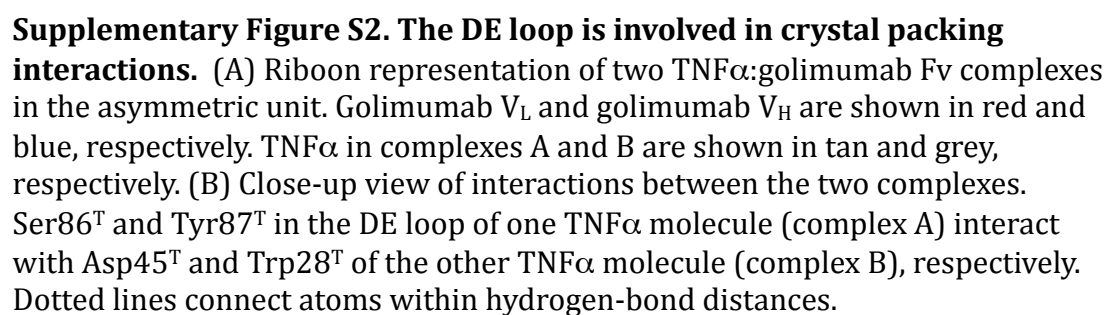 Supplementary Figure S2. The DE loop is involved in crystal packing
interactions. (A) Riboon representation of two TNFα:golimumab Fv complexes
in the asymmetric unit. Golimumab VL and golimumab VH are shown in red and
blue, respectively. TNFα in complexes A and B are shown in tan and grey,
respectively. (B) Close-up view of interactions between the two complexes.
Ser86T and Tyr87T in the DE loop of one TNFα molecule (complex A) interact
with Asp45T and Trp28T of the other TNFα molecule (complex B), respectively.
Dotted lines connect atoms within hydrogen-bond distances.